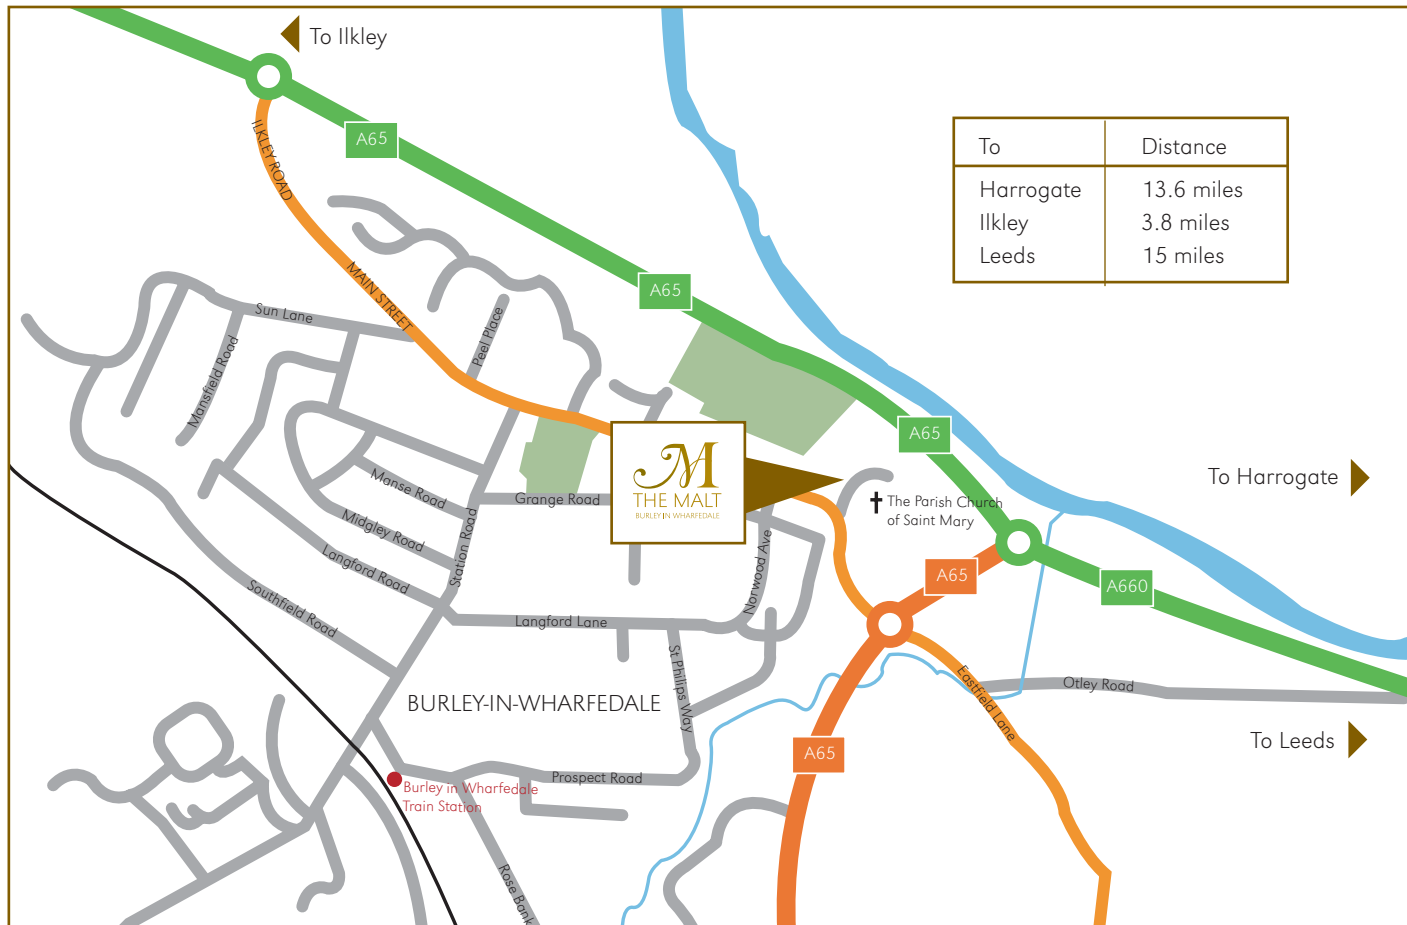 To Ilkley
A65
ILKLEY ROAD
To Distance
Harrogate 13.6 miles
Ilkley 3.8 miles
Leeds 15 miles
MAIN STREET
A65
Sun Lane
Peel Place
Mansfield Road
A65
M
THE MALT
BURLEY IN WHARFEDALE
To Harrogate
Manse Road
Grange Road
The Parish Church
of Saint Mary
Midgley Road
Station Road
Norwood Ave
Langford Road
A65
A660
Southfield Road
Langford Lane
St Philips Way
Eastfield Lane
Otley Road
BURLEY-IN-WHARFEDALE
To Leeds
A65
Prospect Road
Burley in Wharfedale
Train Station
Rose Bank